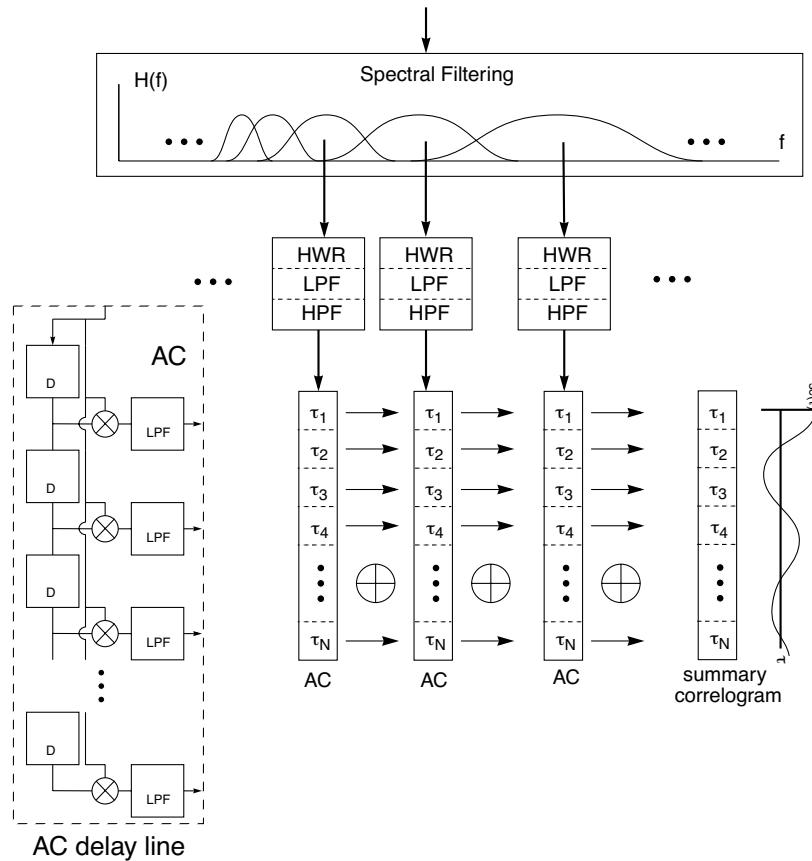 Spectral Filtering
H(f)
f
HWR HWR HWR
LPF LPF LPF
HPF HPF HPF
AC
D
LPF
D
LPF
D
LPF
D
LPF
AC delay line
τ1 τ1 τ1 τ1
τ2 τ2 τ2 τ2
τ3 τ3 τ3 τ3
τ4 τ4 τ4 τ4
τN τN τN τN
AC AC AC
summary
correlogram
τ